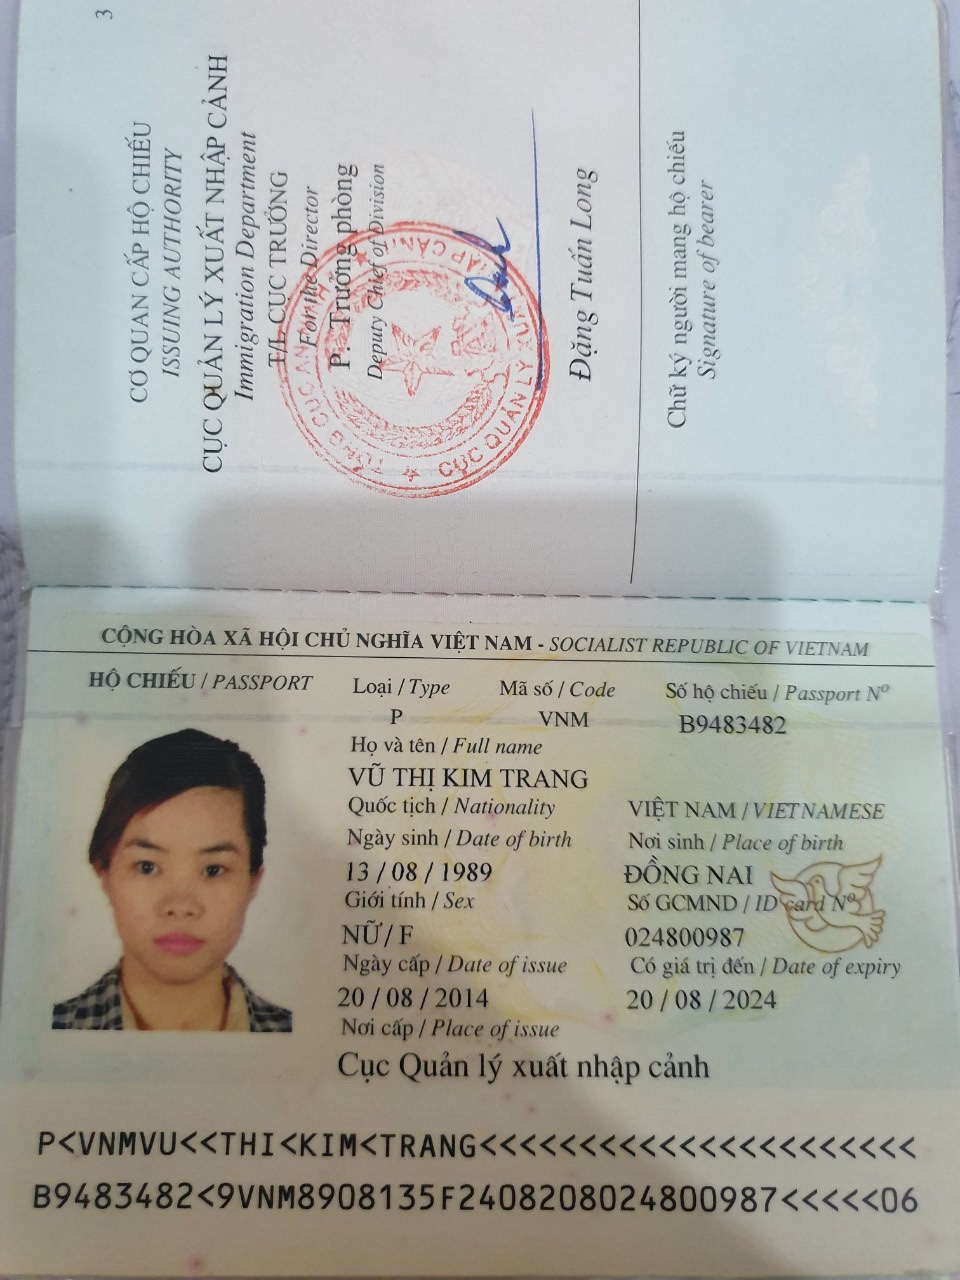 3
CƠ QUAN CẤP HỘ CHIẾU
ISSUING AUTHORITY
CỤC QUẢN LÝ XUẤT NHẬP CẢNH
Immigration Department
T/L CỤC TRƯỞNG
For the Director
P. Trưởng phòng
Deputy Chief of Division
CỤC QUẢN LÝ XUẤT NHẬP CẢNH
Đặng Tuấn Long
Chữ ký người mang hộ chiếu
Signature of bearer
CỘNG HÒA XÃ HỘI CHỦ NGHĨA VIỆT NAM - SOCIALIST REPUBLIC OF VIETNAM
HỘ CHIẾU / PASSPORT Loại / Type Mã số / Code Số hộ chiếu / Passport Nº
P VNM B9483482
Họ và tên / Full name
VŨ THỊ KIM TRANG
Quốc tịch / Nationality VIỆT NAM / VIETNAMESE
Ngày sinh / Date of birth Nơi sinh / Place of birth
13 / 08 / 1989 ĐỒNG NAI
Giới tính / Sex Số GCMND / ID card Nº
NỮ / F 024800987
Ngày cấp / Date of issue Có giá trị đến / Date of expiry
20 / 08 / 2014 20 / 08 / 2024
Nơi cấp / Place of issue
Cục Quản lý xuất nhập cảnh
P<VNMVU<<THI<KIM<TRANG<<<<<<<<<<<<<<<<<<<<<<
B9483482<9VNM8908135F2408208024800987<<<<<06